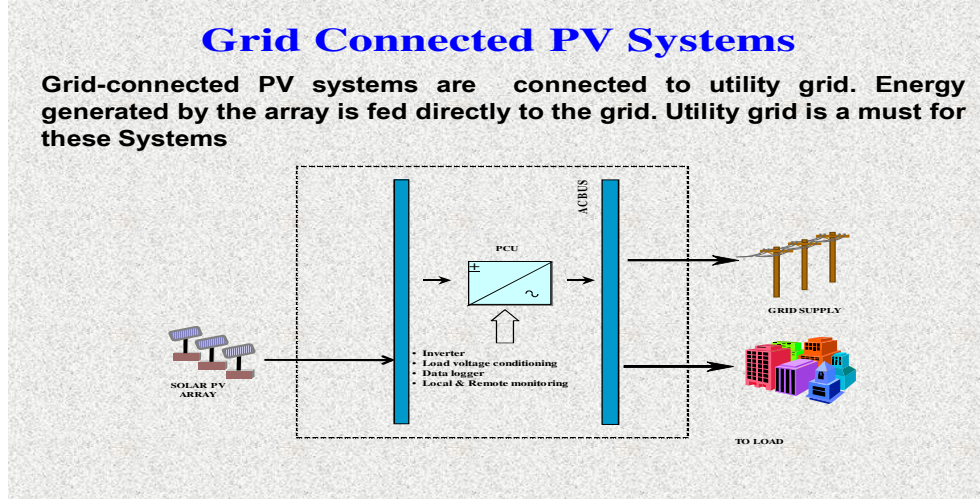 Grid Connected PV Systems
Grid-connected PV systems are connected to utility grid. Energy
generated by the array is fed directly to the grid. Utility grid is a must for
these Systems
ACBUS
PCU
GRID SUPPLY
• Inverter
• Load voltage conditioning
• Data logger
• Local & Remote monitoring
SOLAR PV
ARRAY
TO LOAD